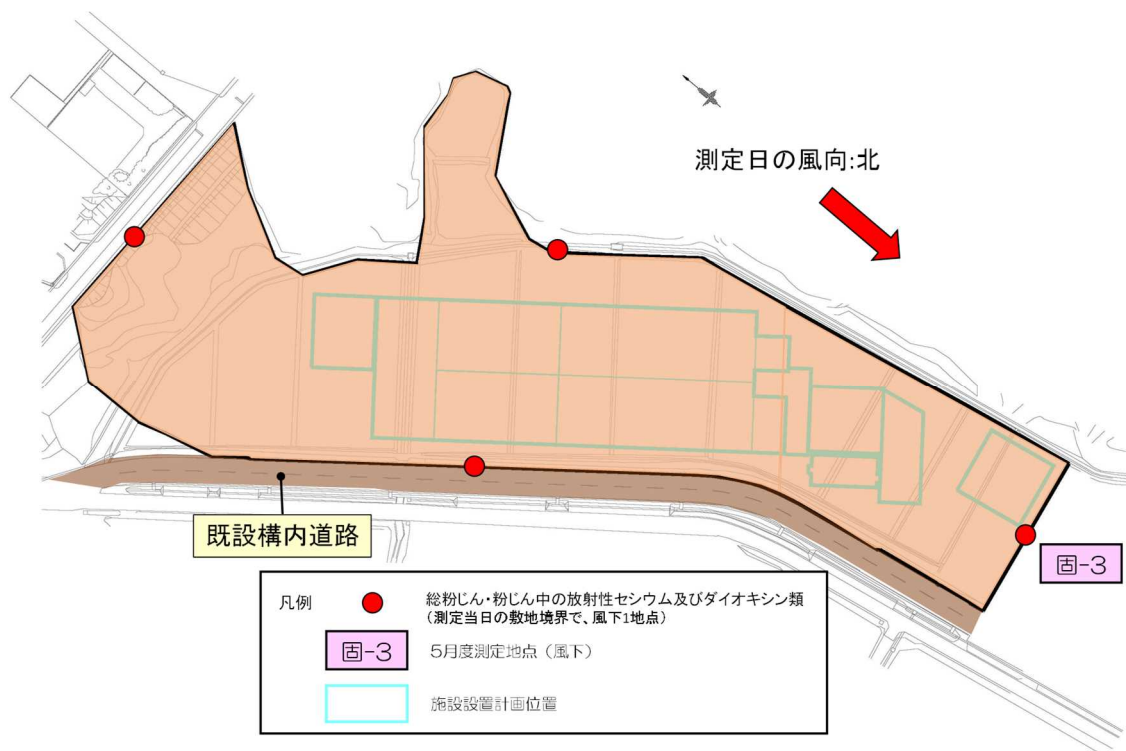 測定日の風向:北
既設構内道路
固-3
凡例
総粉じん・粉じん中の放射性セシウム及びダイオキシン類
(測定当日の敷地境界で、風下1地点)
固-3
5月度測定地点(風下)
施設設置計画位置